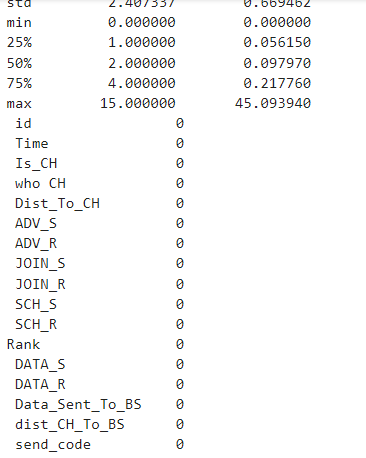 std 2.407337 0.669462
min 0.000000 0.000000
25% 1.000000 0.056150
50% 2.000000 0.097970
75% 4.000000 0.217760
max 15.000000 45.093940
id 0
Time 0
Is_CH 0
who CH 0
Dist_To_CH 0
ADV_S 0
ADV_R 0
JOIN_S 0
JOIN_R 0
SCH_S 0
SCH_R 0
Rank 0
DATA_S 0
DATA_R 0
Data_Sent_To_BS 0
dist_CH_To_BS 0
send_code 0